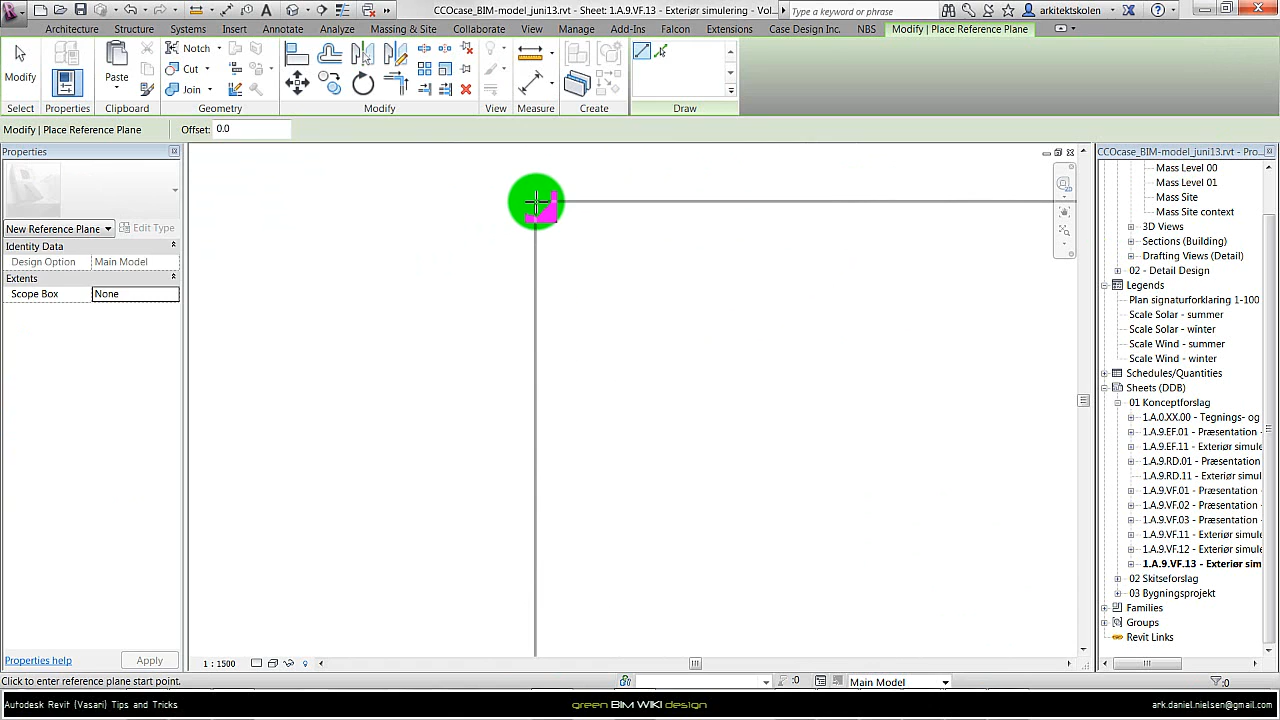 CCOcase_BIM-model_juni13.rvt - Sheet: 1.A.9.VF.13 - Exteriør simulering - Vol...
Type a keyword or phrase
arkitektskolen
Architecture Structure Systems Insert Annotate Analyze Massing & Site Collaborate View Manage Add-Ins Falcon Extensions Case Design Inc. NBS Modify | Place Reference Plane
Modify
Paste
Notch
Cut
Join
Select Properties Clipboard Geometry Modify View Measure Create Draw
Modify | Place Reference Plane Offset: 0.0
Properties
New Reference Plane Edit Type
Identity Data
Design Option Main Model
Extents
Scope Box None
Properties help Apply
CCOcase_BIM-model_juni13.rvt - Pro...
Mass Level 00
Mass Level 01
Mass Site
Mass Site context
3D Views
Sections (Building)
Drafting Views (Detail)
02 - Detail Design
Legends
Plan signaturforklaring 1-100
Scale Solar - summer
Scale Solar - winter
Scale Wind - summer
Scale Wind - winter
Schedules/Quantities
Sheets (DDB)
01 Konceptforslag
1.A.0.XX.00 - Tegnings- og
1.A.9.EF.01 - Præsentation -
1.A.9.EF.11 - Exteriør simule
1.A.9.RD.01 - Præsentation
1.A.9.RD.11 - Exteriør simule
1.A.9.VF.01 - Præsentation -
1.A.9.VF.02 - Præsentation -
1.A.9.VF.03 - Præsentation -
1.A.9.VF.11 - Exteriør simule
1.A.9.VF.12 - Exteriør simule
1.A.9.VF.13 - Exteriør sim
02 Skitseforslag
03 Bygningsprojekt
Families
Groups
Revit Links
1 : 1500
Click to enter reference plane start point.
:0
Main Model
:0
Autodesk Revit (Vasari) Tips and Tricks
green BIM WIKI design
ark.daniel.nielsen@gmail.com